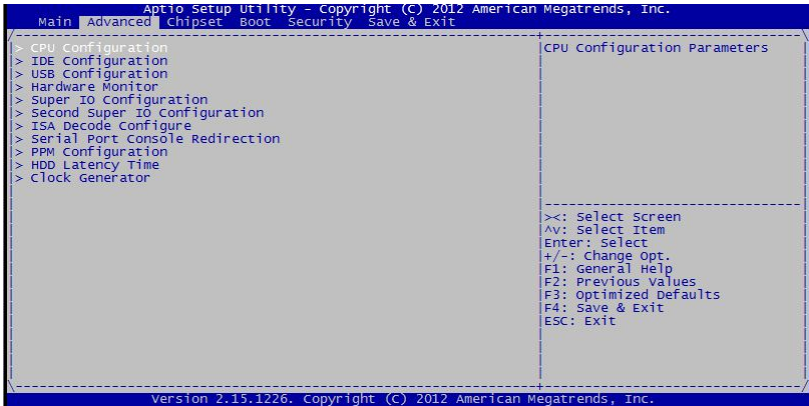 Aptio Setup Utility - Copyright (C) 2012 American Megatrends, Inc.
Main Advanced Chipset Boot Security Save & Exit
> CPU Configuration
> IDE Configuration
> USB Configuration
> Hardware Monitor
> Super IO Configuration
> Second Super IO Configuration
> ISA Decode Configure
> Serial Port Console Redirection
> PPM Configuration
> HDD Latency Time
> Clock Generator
CPU Configuration Parameters
><: Select Screen
^v: Select Item
Enter: Select
+/-: Change Opt.
F1: General Help
F2: Previous Values
F3: Optimized Defaults
F4: Save & Exit
ESC: Exit
Version 2.15.1226. Copyright (C) 2012 American Megatrends, Inc.